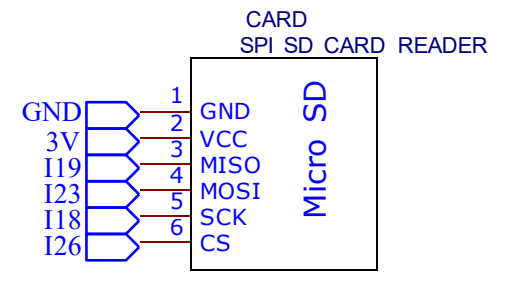 CARD
SPI SD CARD READER
GND 1 GND
3V 2 VCC
I19 3 MISO
I23 4 MOSI
I18 5 SCK
I26 6 CS
Micro SD